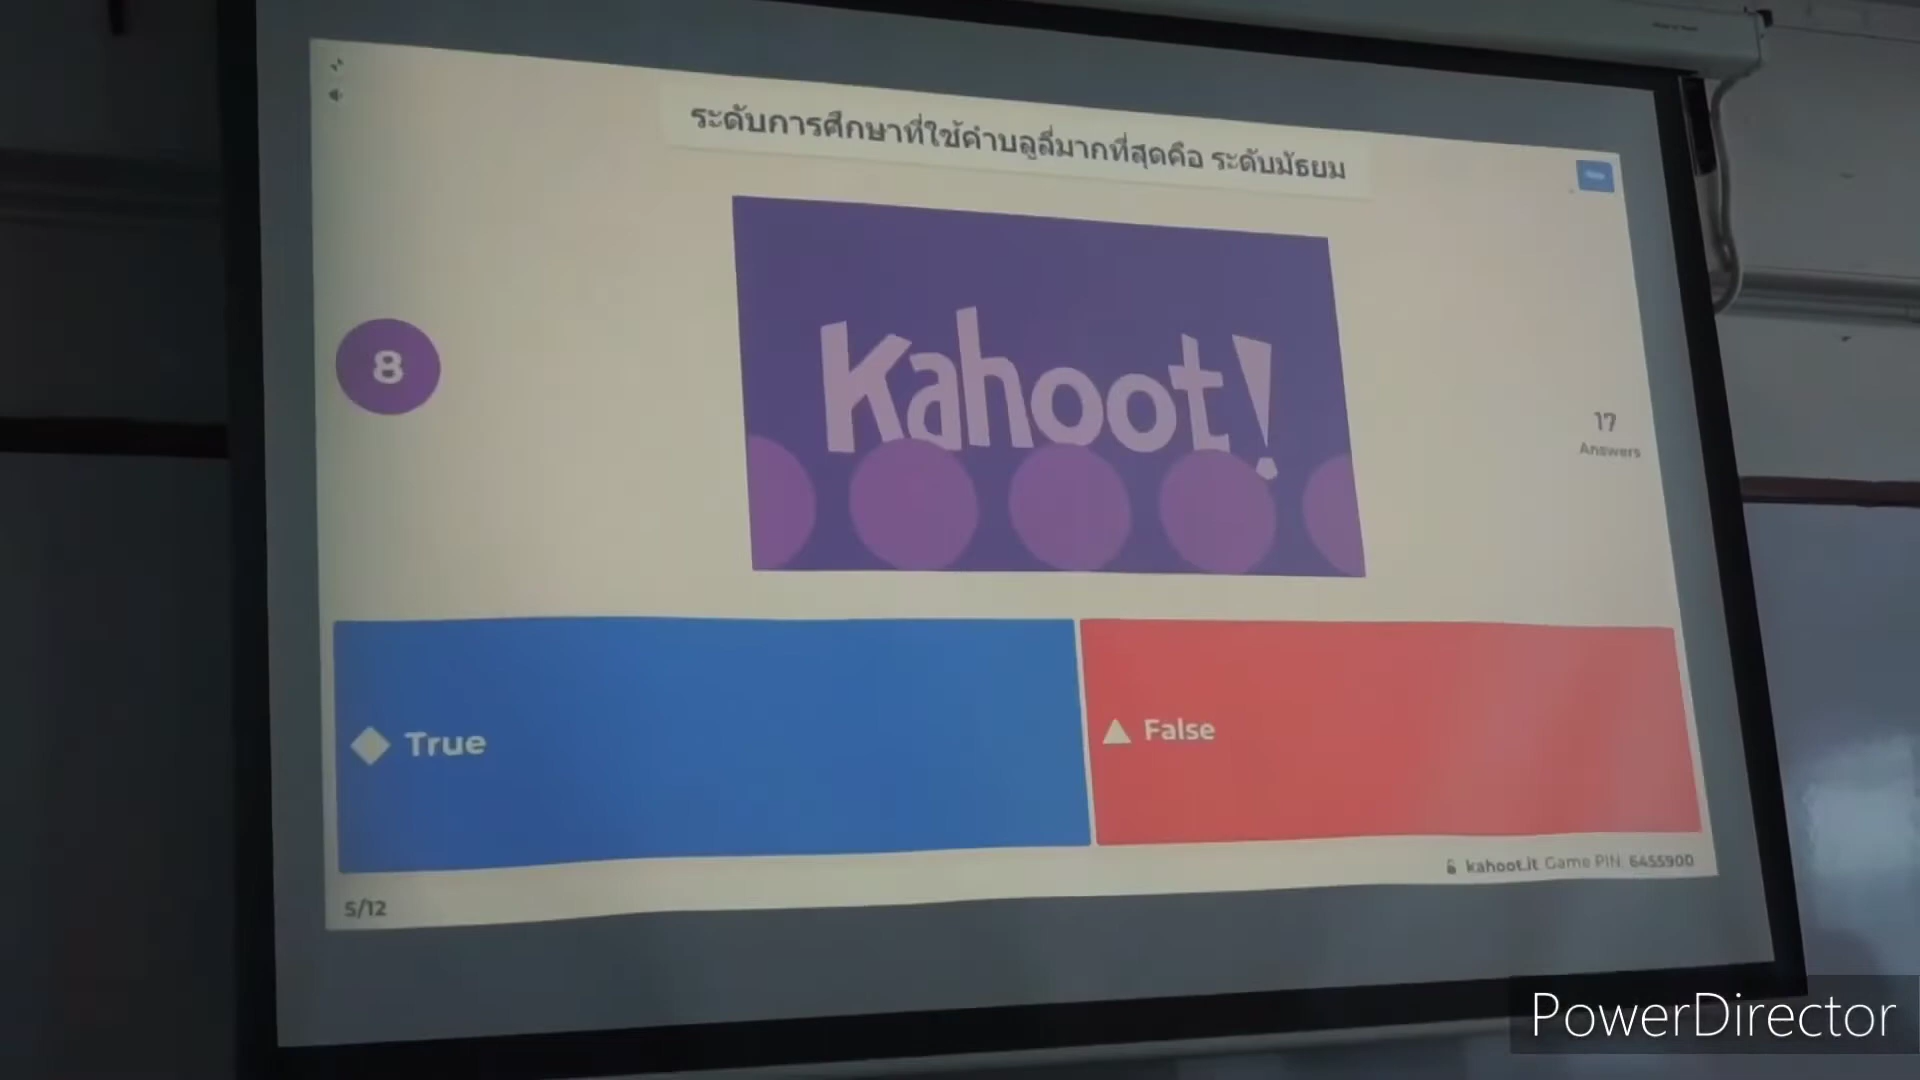 ระดับการศึกษาที่ใช้คำบลูลี่มากที่สุดคือ ระดับมัธยม
8
Kahoot!
17
Answers
True
False
kahoot.it Game PIN: 6455900
5/12
PowerDirector